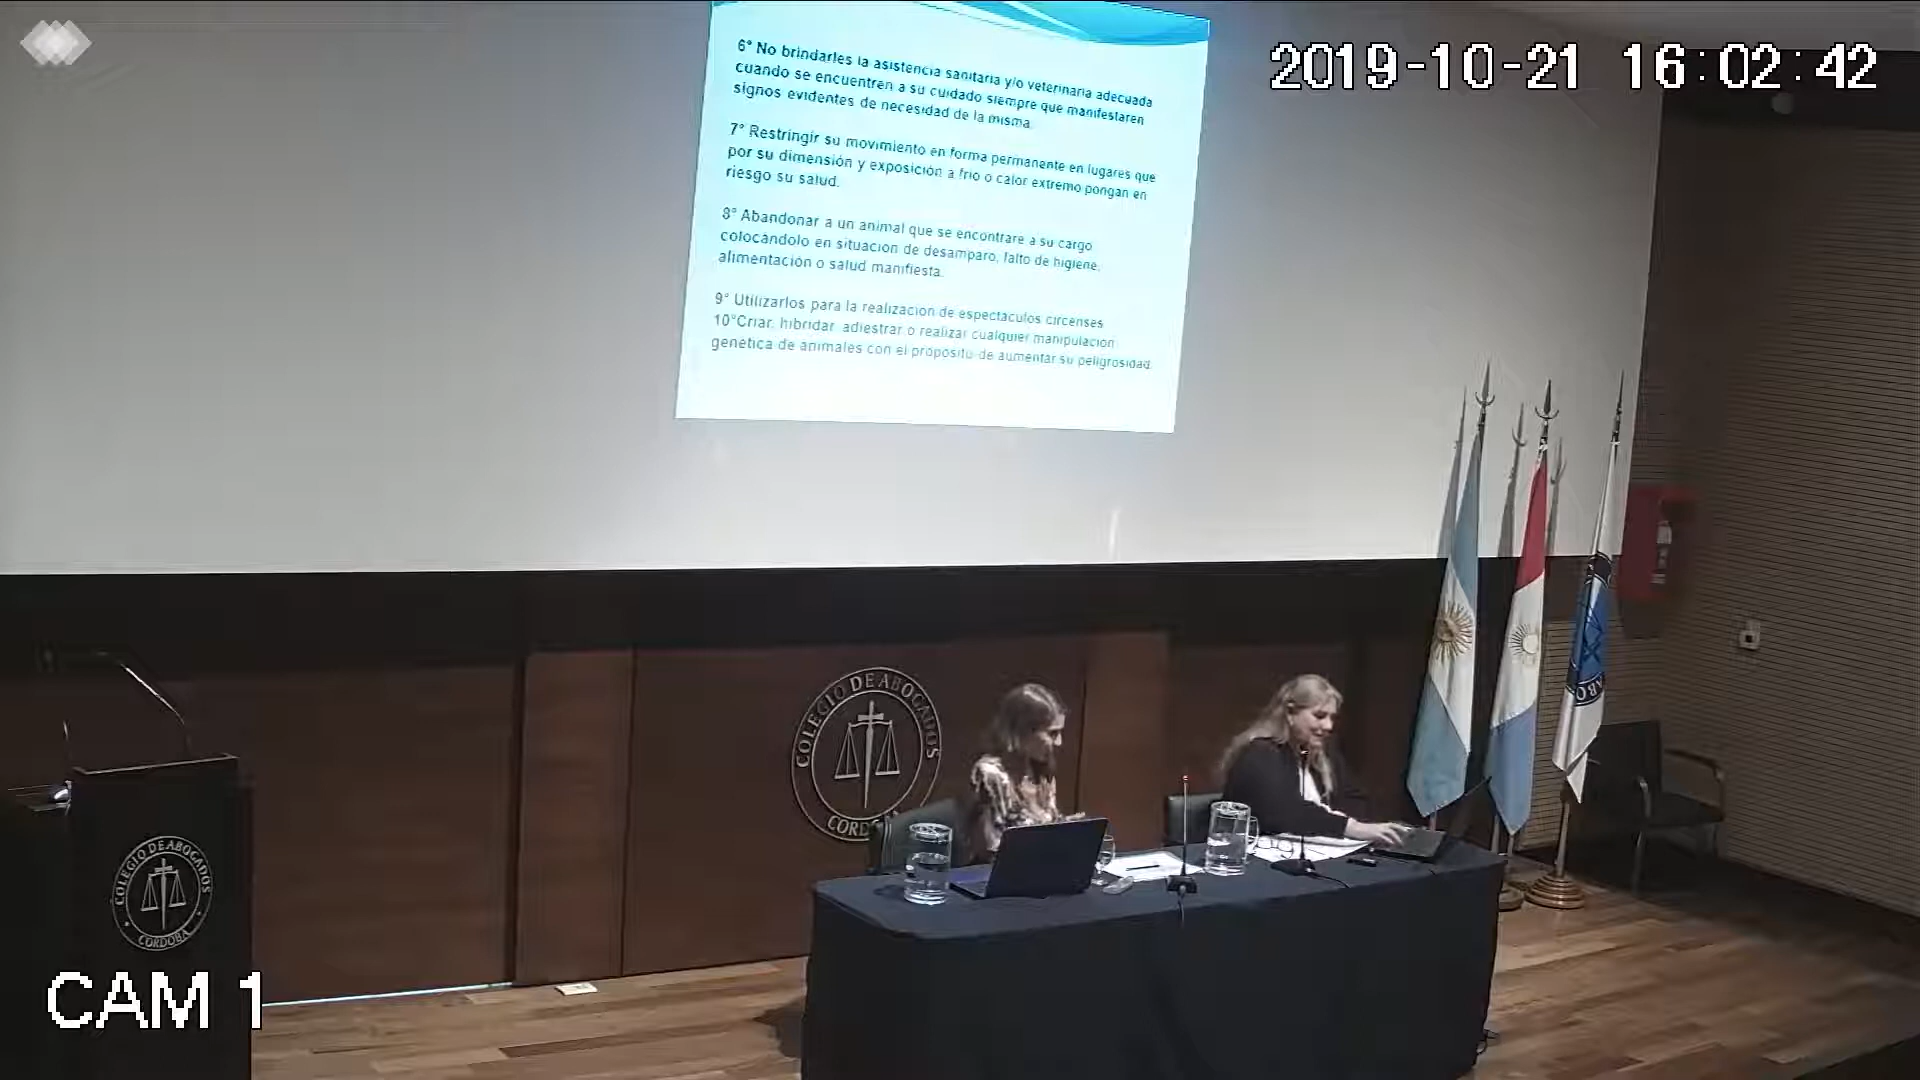 6° No brindarles la asistencia sanitaria y/o veterinaria adecuada
cuando se encuentren a su cuidado siempre que manifestaren
signos evidentes de necesidad de la misma.
7° Restringir su movimiento en forma permanente en lugares que
por su dimensión y exposición a frio o calor extremo pongan en
riesgo su salud.
8° Abandonar a un animal que se encontrare a su cargo
colocándolo en situacion de desamparo, falto de higiene,
alimentación o salud manifiesta.
9° Utilizarlos para la realizacion de espectaculos circenses
10°Criar, hibridar, adiestrar o realizar cualquier manipulacion
genetica de animales con el proposito de aumentar su peligrosidad.
2019-10-21 16:02:42
COLEGIO DE ABOGADOS
CORDOBA
COLEGIO DE ABOGADOS
CÓRDOBA
CAM 1